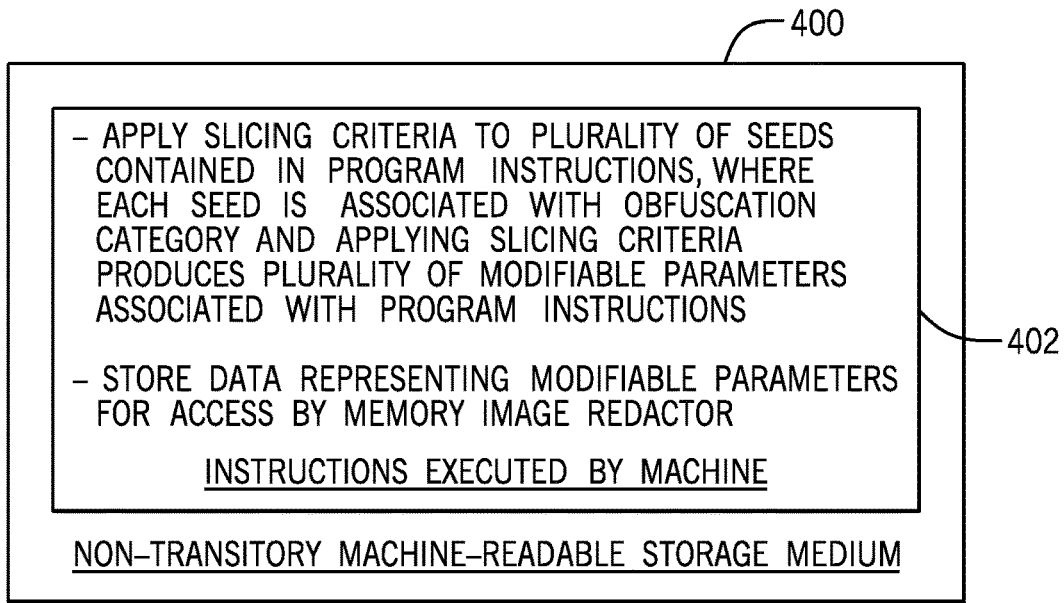 400
– APPLY SLICING CRITERIA TO PLURALITY OF SEEDS
CONTAINED IN PROGRAM INSTRUCTIONS, WHERE
EACH SEED IS ASSOCIATED WITH OBFUSCATION
CATEGORY AND APPLYING SLICING CRITERIA
PRODUCES PLURALITY OF MODIFIABLE PARAMETERS
ASSOCIATED WITH PROGRAM INSTRUCTIONS
402
– STORE DATA REPRESENTING MODIFIABLE PARAMETERS
FOR ACCESS BY MEMORY IMAGE REDACTOR
INSTRUCTIONS EXECUTED BY MACHINE
NON–TRANSITORY MACHINE–READABLE STORAGE MEDIUM